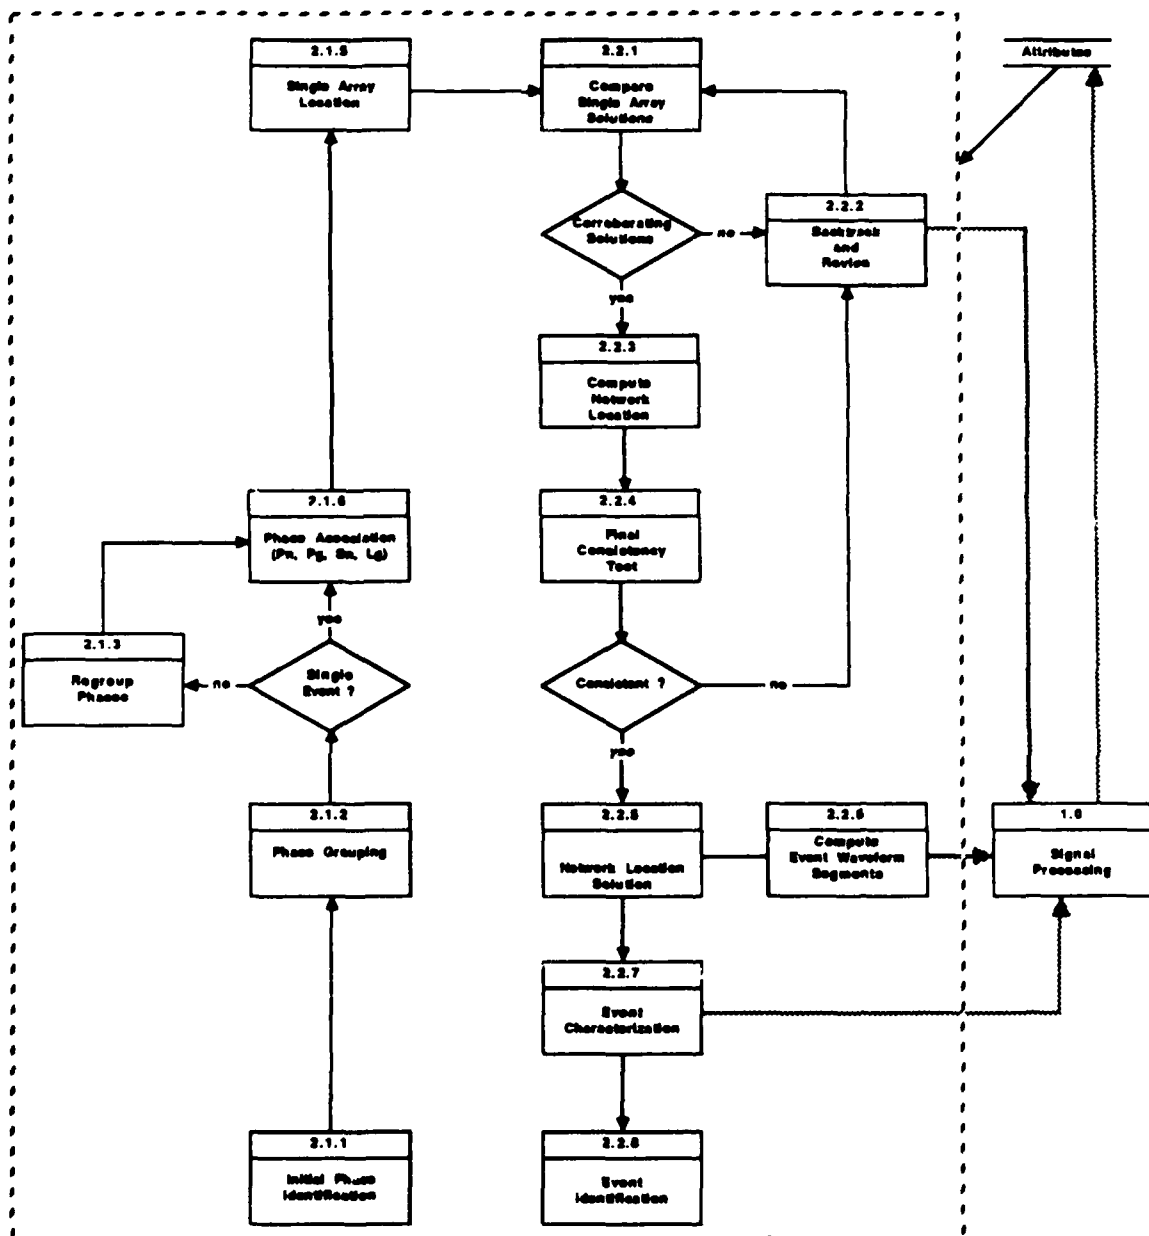 2.1.5
Single Array
Location
2.2.1
Compare
Single Array
Solutions
Attributes
Corroborating
Solutions
no
2.2.2
Backtrack
and
Review
yes
2.2.3
Compute
Network
Location
2.1.6
Phase Association
(Pn, Pg, Sn, Lg)
2.2.4
Final
Consistency
Test
yes
2.1.3
Regroup
Phases
no
Single
Event ?
Consistent ?
no
yes
2.1.2
Phase Grouping
2.2.5
Network Location
Solution
2.2.6
Compute
Event Waveform
Segments
1.0
Signal
Processing
2.2.7
Event
Characterization
2.1.1
Initial Phase
Identification
2.2.8
Event
Identification